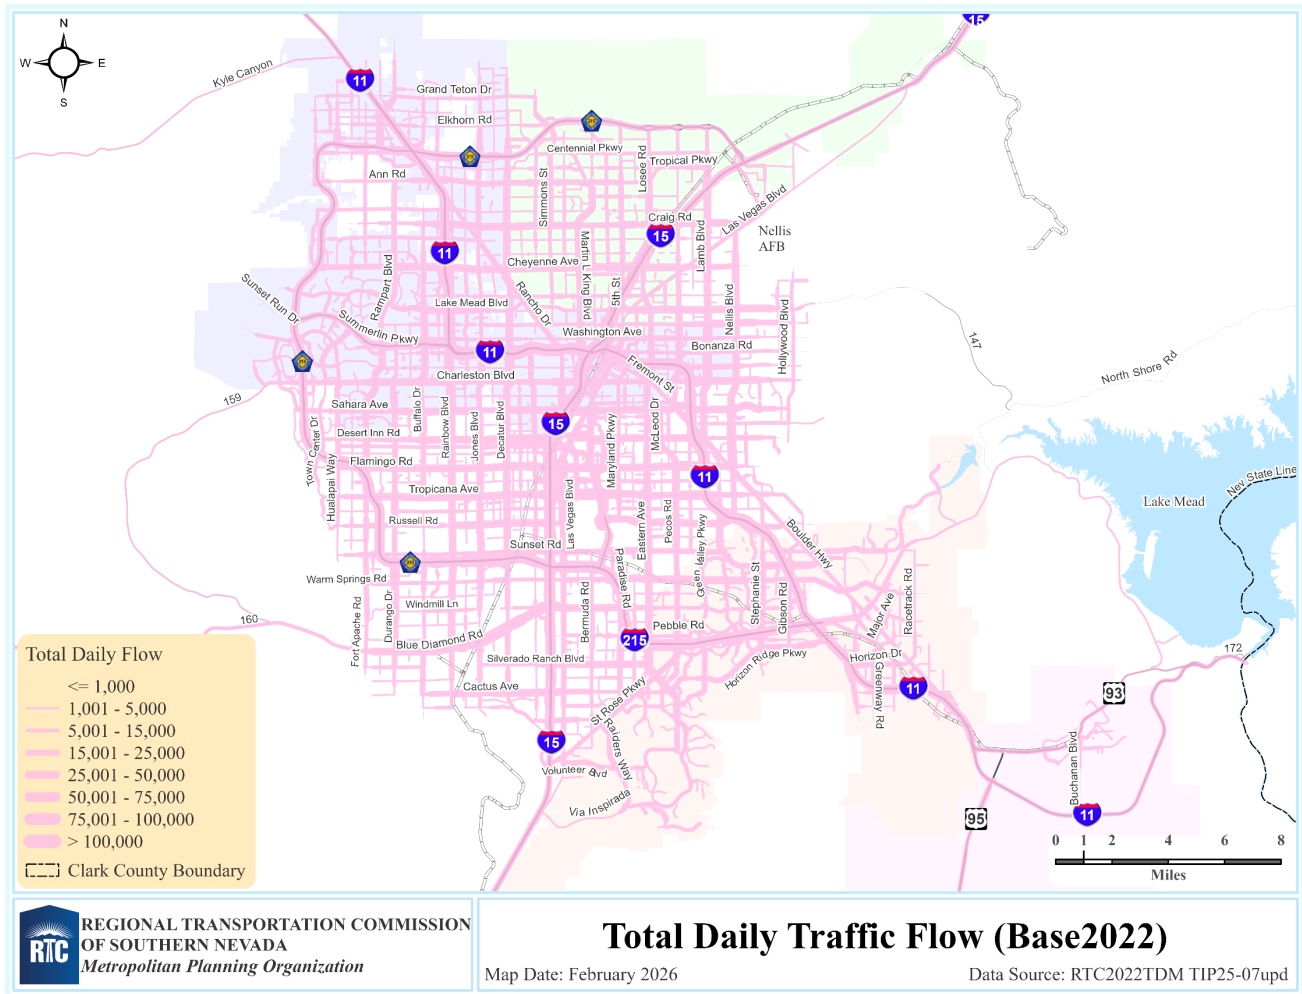 N
W E
S
15
11
Kyle Canyon
Grand Teton Dr
Elkhorn Rd
215
215
Centennial Pkwy
Losee Rd
Tropical Pkwy
Ann Rd
Simmons St
Las Vegas Blvd
Craig Rd
15
Lamb Blvd
Nellis
AFB
11
Martin L King Blvd
Cheyenne Ave
Rampart Blvd
Sunset Run Dr
5th St
Rancho Dr
Lake Mead Blvd
Nellis Blvd
Hollywood Blvd
Summerlin Pkwy
Washington Ave
Bonanza Rd
147
North Shore Rd
11
215
Fremont St
Charleston Blvd
159
Sahara Ave
Buffalo Dr
Rainbow Blvd
Jones Blvd
Decatur Blvd
15
Maryland Pkwy
McLeod Dr
Desert Inn Rd
Town Center Dr
Flamingo Rd
Hualapai Way
11
Nev State Line
Tropicana Ave
Las Vegas Blvd
Lake Mead
Russell Rd
Eastern Ave
Pecos Rd
Green Valley Pkwy
Boulder Hwy
Sunset Rd
215
Paradise Rd
Warm Springs Rd
Stephanie St
Gibson Rd
Racetrack Rd
Fort Apache Rd
Durango Dr
Windmill Ln
Bermuda Rd
Major Ave
160
Pebble Rd
215
Blue Diamond Rd
172
Silverado Ranch Blvd
Horizon Ridge Pkwy
Horizon Dr
Greenway Rd
Cactus Ave
11
93
St Rose Pkwy
Raiders Way
15
Buchanan Blvd
Volunteer Blvd
Via Inspirada
95
11
Total Daily Flow
<= 1,000
1,001 - 5,000
5,001 - 15,000
15,001 - 25,000
25,001 - 50,000
50,001 - 75,000
75,001 - 100,000
> 100,000
Clark County Boundary
0 1 2 4 6 8
Miles
RTC
REGIONAL TRANSPORTATION COMMISSION
OF SOUTHERN NEVADA
Metropolitan Planning Organization
Total Daily Traffic Flow (Base2022)
Map Date: February 2026
Data Source: RTC2022TDM TIP25-07upd